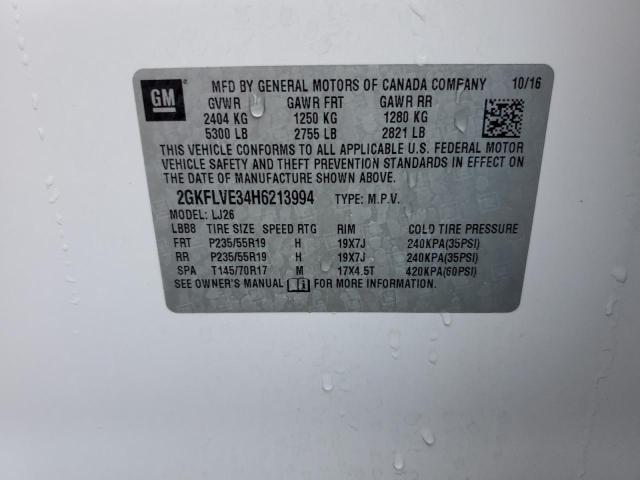 GM
MFD BY GENERAL MOTORS OF CANADA COMPANY 10/16
GVWR GAWR FRT GAWR RR
2404 KG 1250 KG 1280 KG
5300 LB 2755 LB 2821 LB
THIS VEHICLE CONFORMS TO ALL APPLICABLE U.S. FEDERAL MOTOR
VEHICLE SAFETY AND THEFT PREVENTION STANDARDS IN EFFECT ON
THE DATE OF MANUFACTURE SHOWN ABOVE.
2GKFLVE34H6213994 TYPE: M.P.V.
MODEL: LJ26
LBB8 TIRE SIZE SPEED RTG RIM COLD TIRE PRESSURE
FRT P235/55R19 H 19X7J 240KPA(35PSI)
RR P235/55R19 H 19X7J 240KPA(35PSI)
SPA T145/70R17 M 17X4.5T 420KPA(60PSI)
SEE OWNER'S MANUAL FOR MORE INFORMATION.